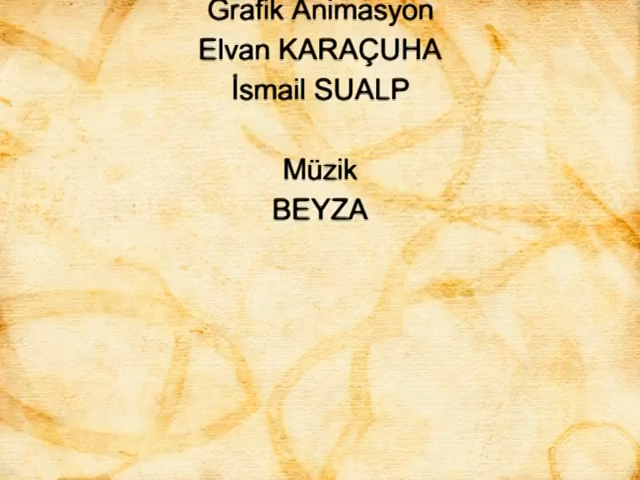 Grafik Animasyon
Elvan KARAÇUHA
İsmail SUALP
Müzik
BEYZA